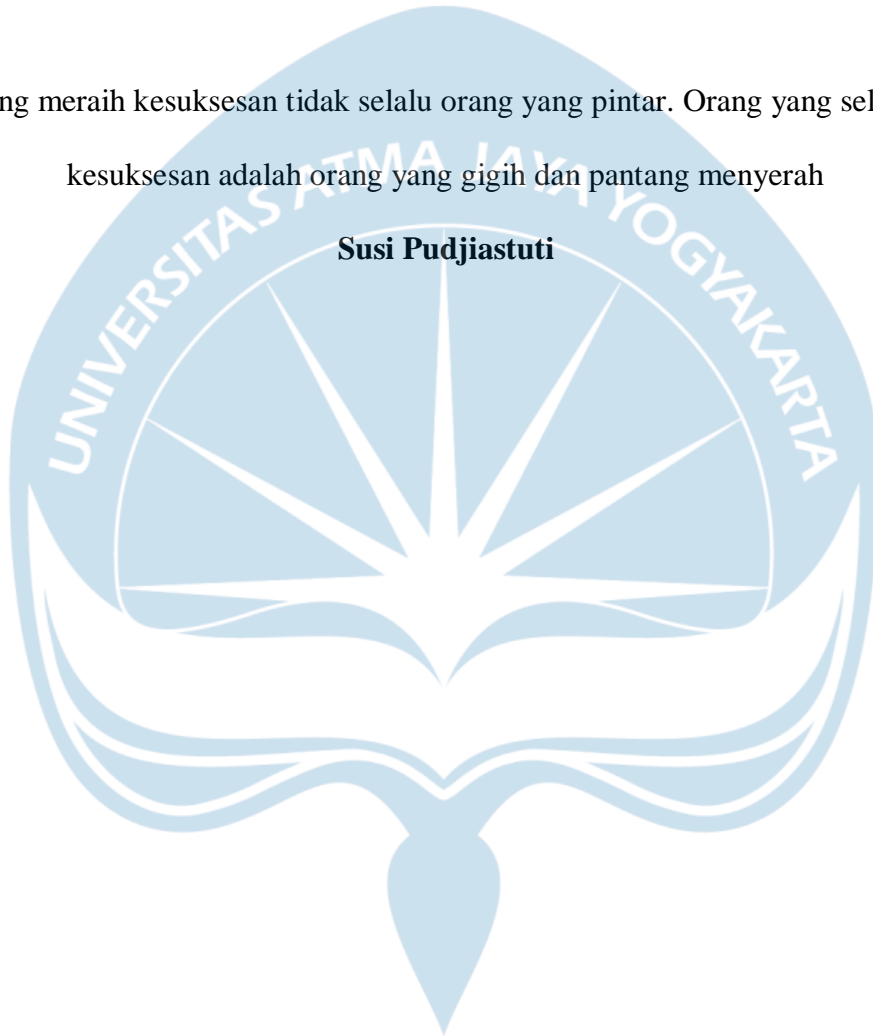 ng meraih kesuksesan tidak selalu orang yang pintar. Orang yang sel
kesuksesan adalah orang yang gigih dan pantang menyerah
Susi Pudjiastuti
UNIVERSITAS ATMA JAYA YOGYAKARTA